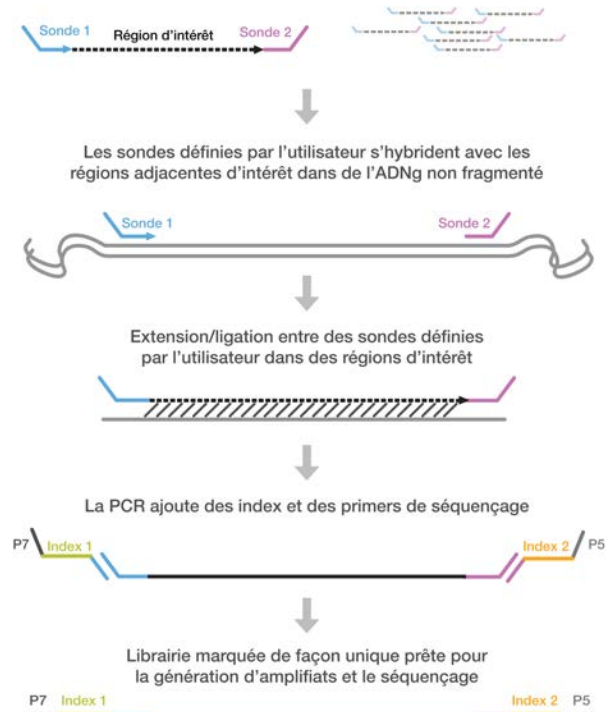 Sonde 1 Région d'intérêt Sonde 2
Les sondes définies par l'utilisateur s'hybrident avec les
régions adjacentes d'intérêt dans de l'ADNg non fragmenté
Sonde 1 Sonde 2
Extension/ligation entre des sondes définies
par l'utilisateur dans des régions d'intérêt
La PCR ajoute des index et des primers de séquençage
P7 Index 1 Index 2 P5
Librairie marquée de façon unique prête pour
la génération d'amplifiats et le séquençage
P7 Index 1 Index 2 P5